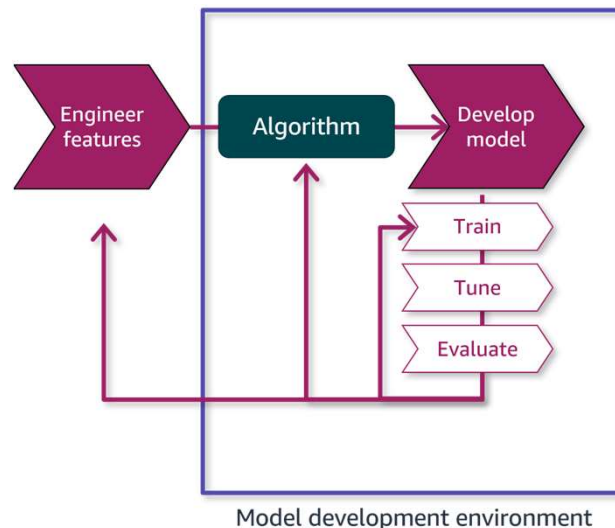 Engineer
features
Algorithm
Develop
model
Train
Tune
Evaluate
Model development environment